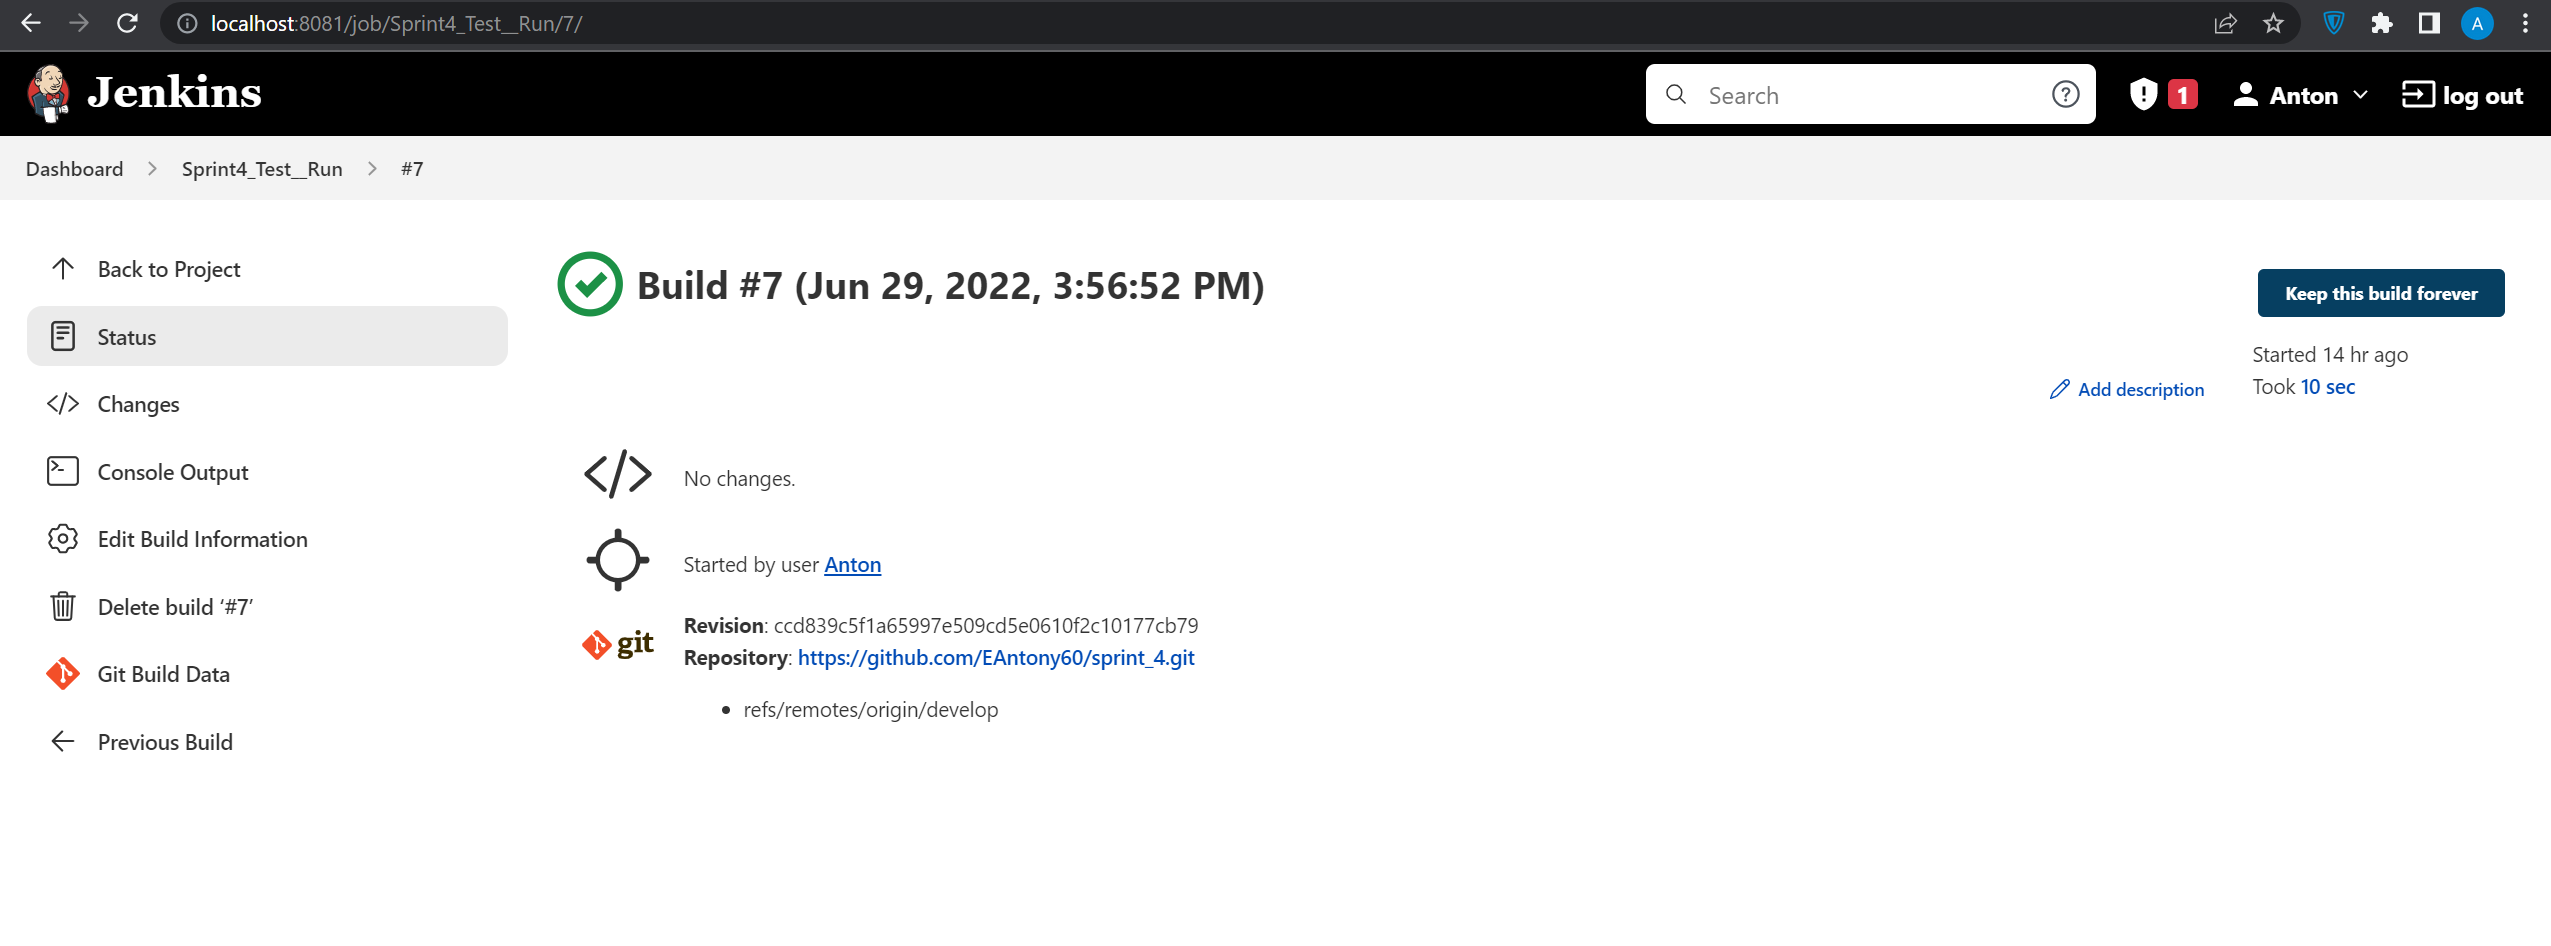 localhost:8081/job/Sprint4_Test__Run/7/
A
Jenkins
Search
1
Anton
log out
Dashboard
Sprint4_Test__Run
#7
Back to Project
Status
Changes
Console Output
Edit Build Information
Delete build ‘#7’
Git Build Data
Previous Build
Build #7 (Jun 29, 2022, 3:56:52 PM)
Keep this build forever
Started 14 hr ago
Took 10 sec
Add description
No changes.
Started by user Anton
git
Revision: ccd839c5f1a65997e509cd5e0610f2c10177cb79
Repository: https://github.com/EAntony60/sprint_4.git
• refs/remotes/origin/develop